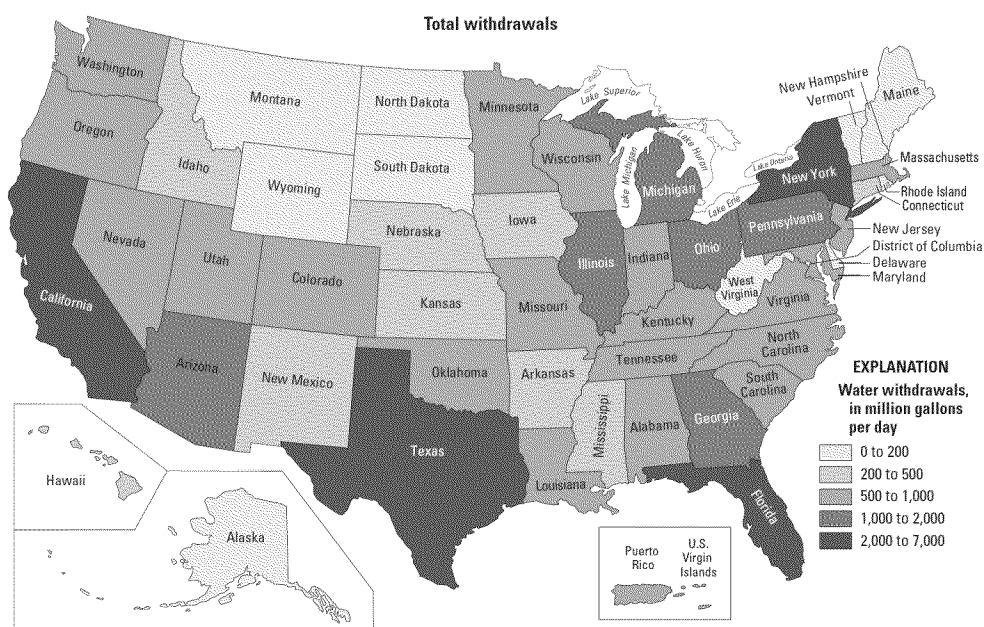 Total withdrawals
Washington
Oregon
California
Nevada
Idaho
Montana
Wyoming
Utah
Arizona
Colorado
New Mexico
North Dakota
South Dakota
Nebraska
Kansas
Oklahoma
Texas
Minnesota
Iowa
Missouri
Arkansas
Louisiana
Wisconsin
Illinois
Michigan
Indiana
Ohio
Kentucky
Tennessee
Mississippi
Alabama
Georgia
Florida
South
Carolina
North
Carolina
Virginia
West
Virginia
Pennsylvania
New York
Lake Superior
Lake Michigan
Lake Huron
Lake Erie
Lake Ontario
New Hampshire
Vermont
Maine
Massachusetts
Rhode Island
Connecticut
New Jersey
District of Columbia
Delaware
Maryland
Hawaii
Alaska
Puerto
Rico
U.S.
Virgin
Islands
EXPLANATION
Water withdrawals,
in million gallons
per day
0 to 200
200 to 500
500 to 1,000
1,000 to 2,000
2,000 to 7,000